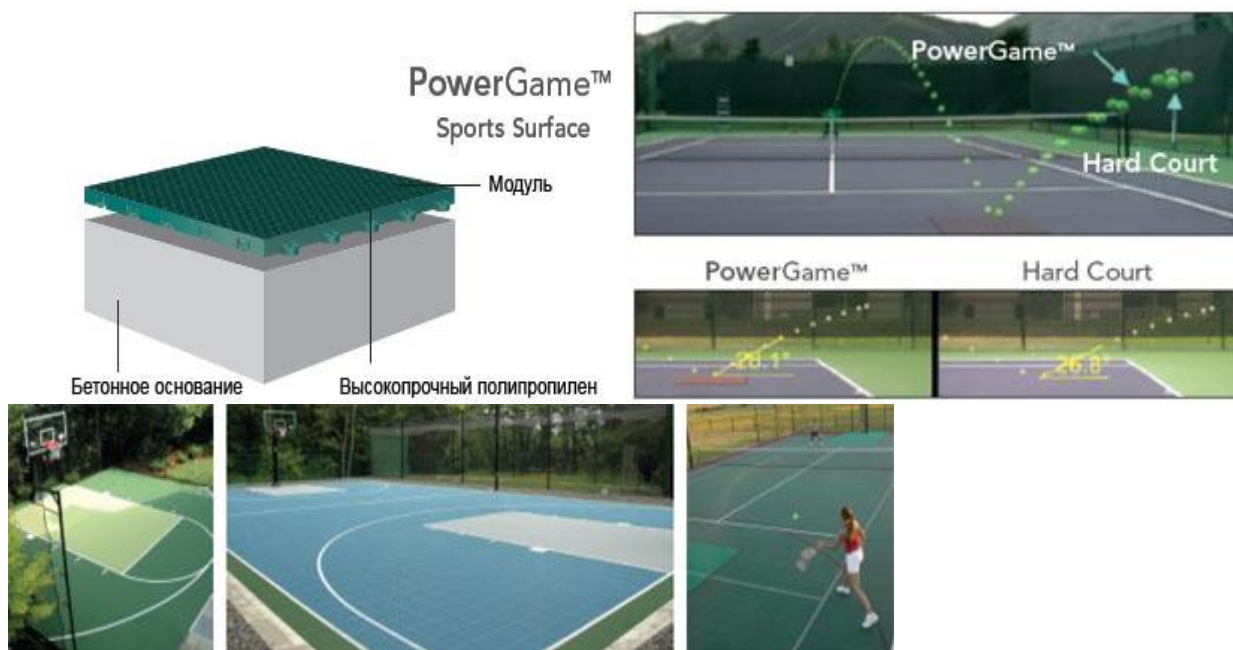 PowerGame™
Sports Surface
Модуль
Бетонное основание
Высокопрочный полипропилен
PowerGame™
Hard Court
PowerGame™
Hard Court
28.1°
26.8°